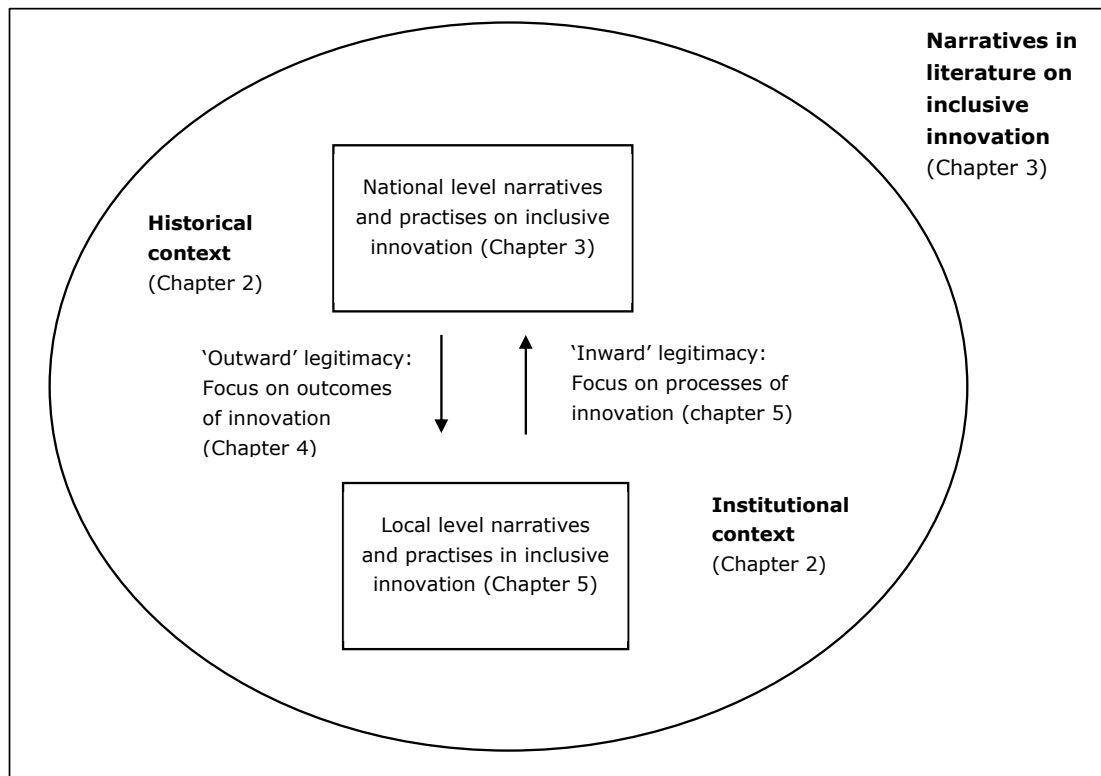 Narratives in
literature on
inclusive
innovation
(Chapter 3)
National level narratives
and practises on inclusive
innovation (Chapter 3)
Historical
context
(Chapter 2)
‘Outward’ legitimacy:
Focus on outcomes
of innovation
(Chapter 4)
‘Inward’ legitimacy:
Focus on processes of
innovation (chapter 5)
Local level narratives
and practises in inclusive
innovation (Chapter 5)
Institutional
context
(Chapter 2)